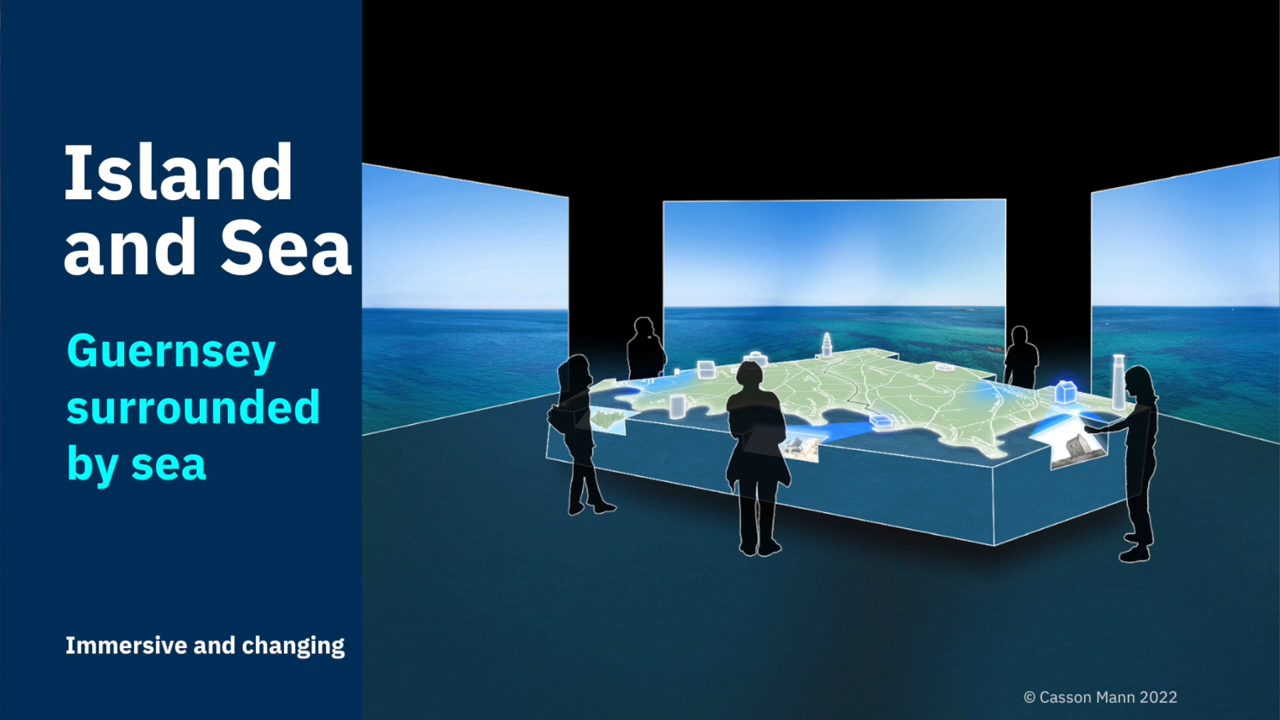 Island
and Sea
Guernsey
surrounded
by sea
Immersive and changing
© Casson Mann 2022